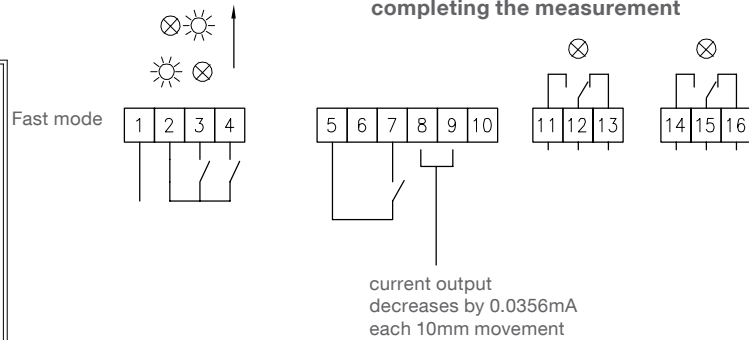 completing the measurement
Fast mode
1 2 3 4
5 6 7 8 9 10
11 12 13
14 15 16
current output
decreases by 0.0356mA
each 10mm movement